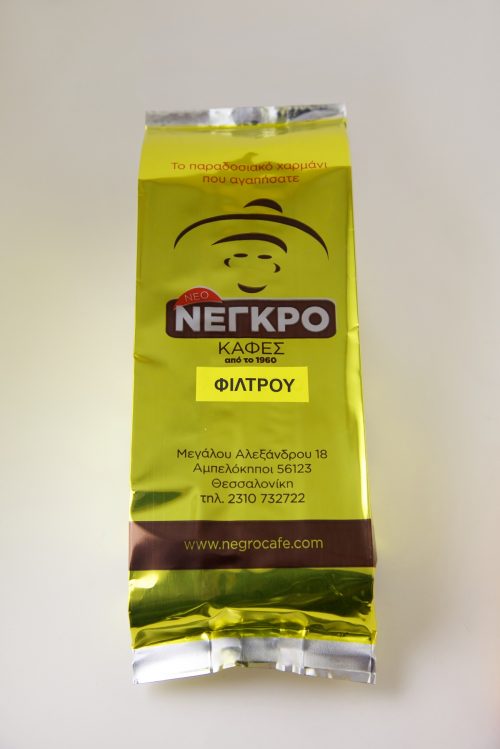 Το παραδοσιακό χαρμάνι
που αγαπήσατε
ΝΕΟ
ΝΕΓΚΡΟ
ΚΑΦΕΣ
από το 1960
ΦΙΛΤΡΟΥ
Μεγάλου Αλεξάνδρου 18
Αμπελόκηποι 56123
Θεσσαλονίκη
τηλ. 2310 732722
www.negrocafe.com